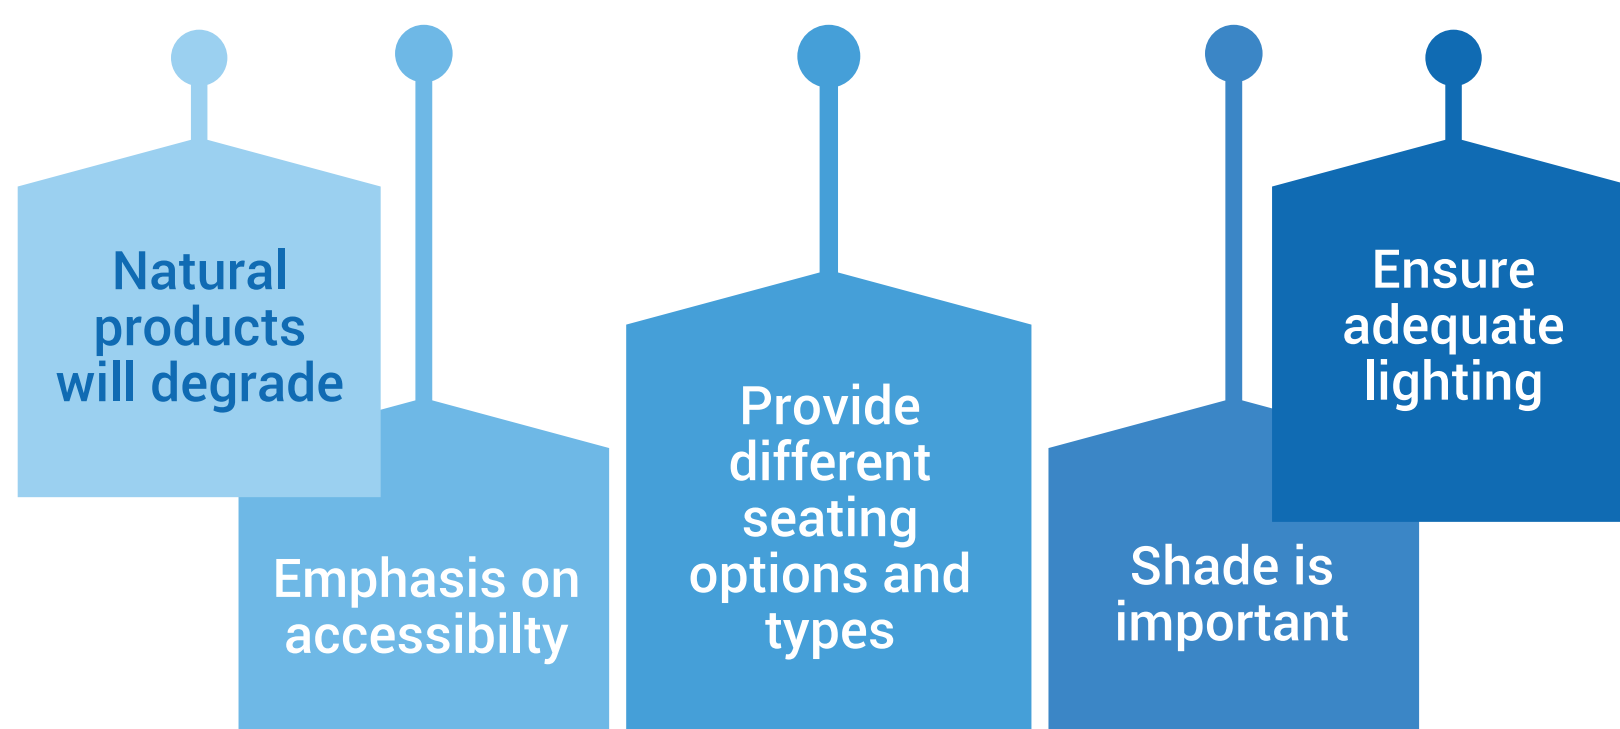 Natural
products
will degrade
Emphasis on
accessibilty
Provide
different
seating
options and
types
Shade is
important
Ensure
adequate
lighting